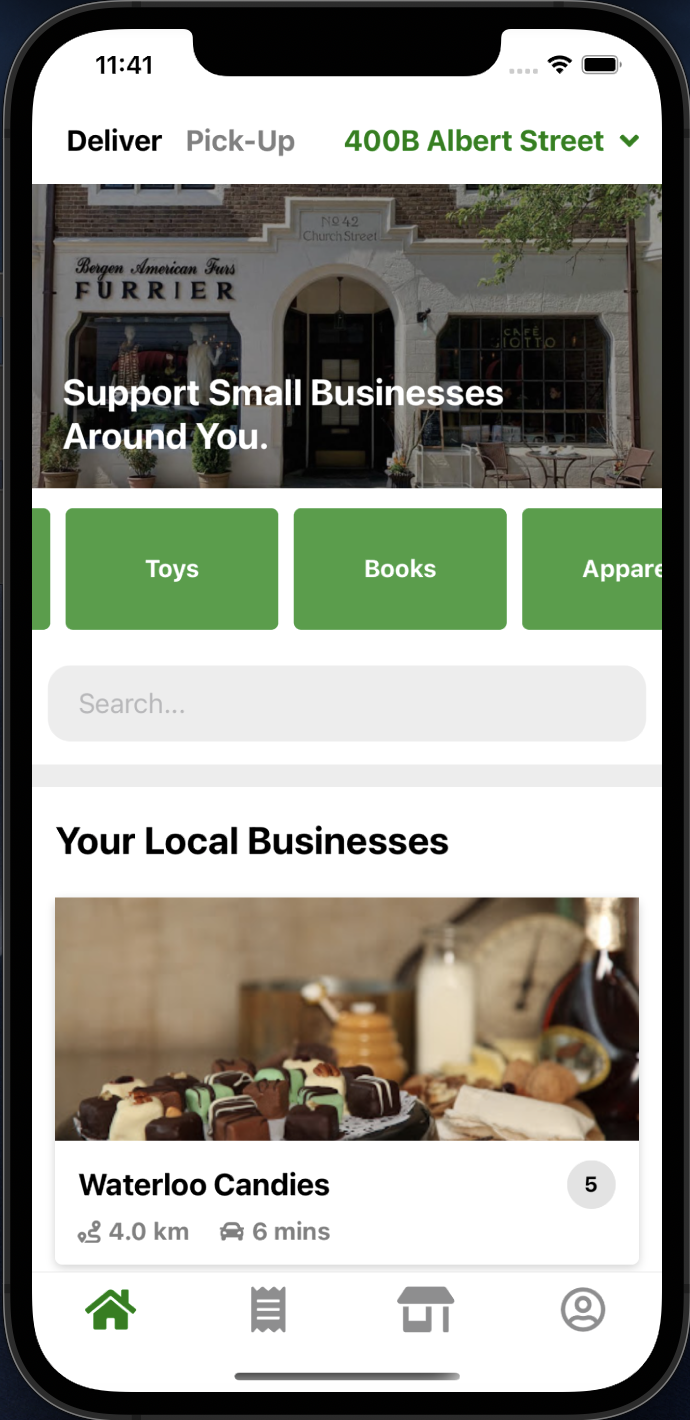 11:41
Deliver Pick-Up 400B Albert Street
No 42
Church Street
Bergen American Furs
FURRIER
CAFÉ
GIOTTO
Support Small Businesses
Around You.
Toys Books Appare
Search...
Your Local Businesses
Waterloo Candies 5
4.0 km 6 mins